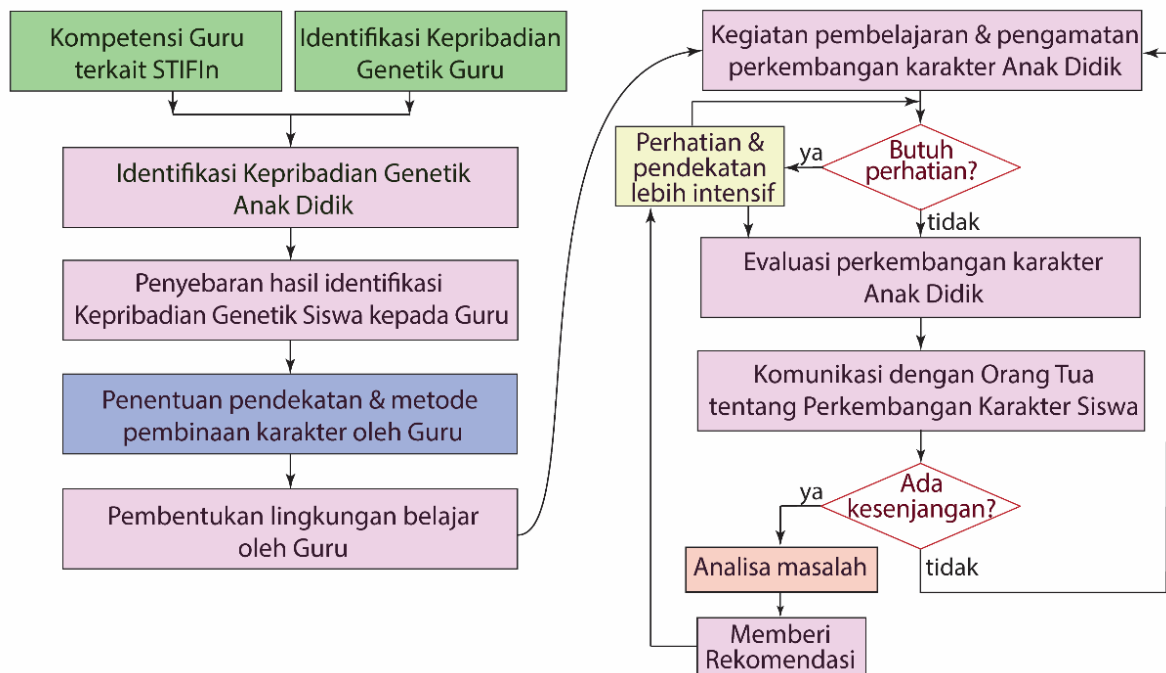 Kompetensi Guru
terkait STIFIn
Identifikasi Kepribadian
Genetik Guru
Identifikasi Kepribadian Genetik
Anak Didik
Penyebaran hasil identifikasi
Kepribadian Genetik Siswa kepada Guru
Penentuan pendekatan & metode
pembinaan karakter oleh Guru
Pembentukan lingkungan belajar
oleh Guru
Kegiatan pembelajaran & pengamatan
perkembangan karakter Anak Didik
Butuh
perhatian?
ya
Perhatian &
pendekatan
lebih intensif
tidak
Evaluasi perkembangan karakter
Anak Didik
Komunikasi dengan Orang Tua
tentang Perkembangan Karakter Siswa
Ada
kesenjangan?
ya
Analisa masalah
tidak
Memberi
Rekomendasi